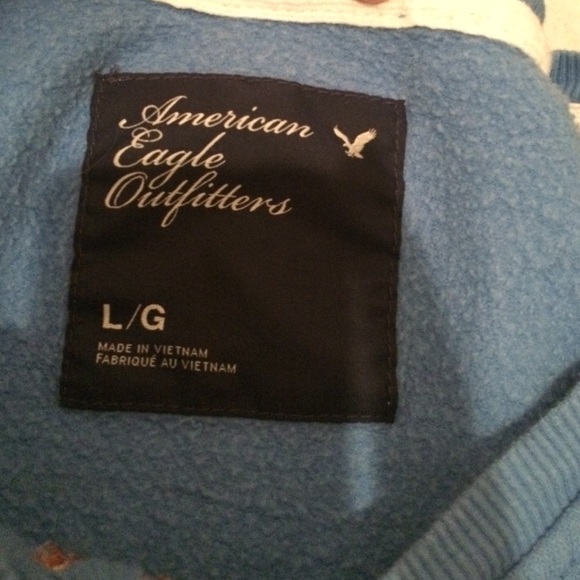 American
Eagle
Outfitters
L/G
MADE IN VIETNAM
FABRIQUÉ AU VIETNAM